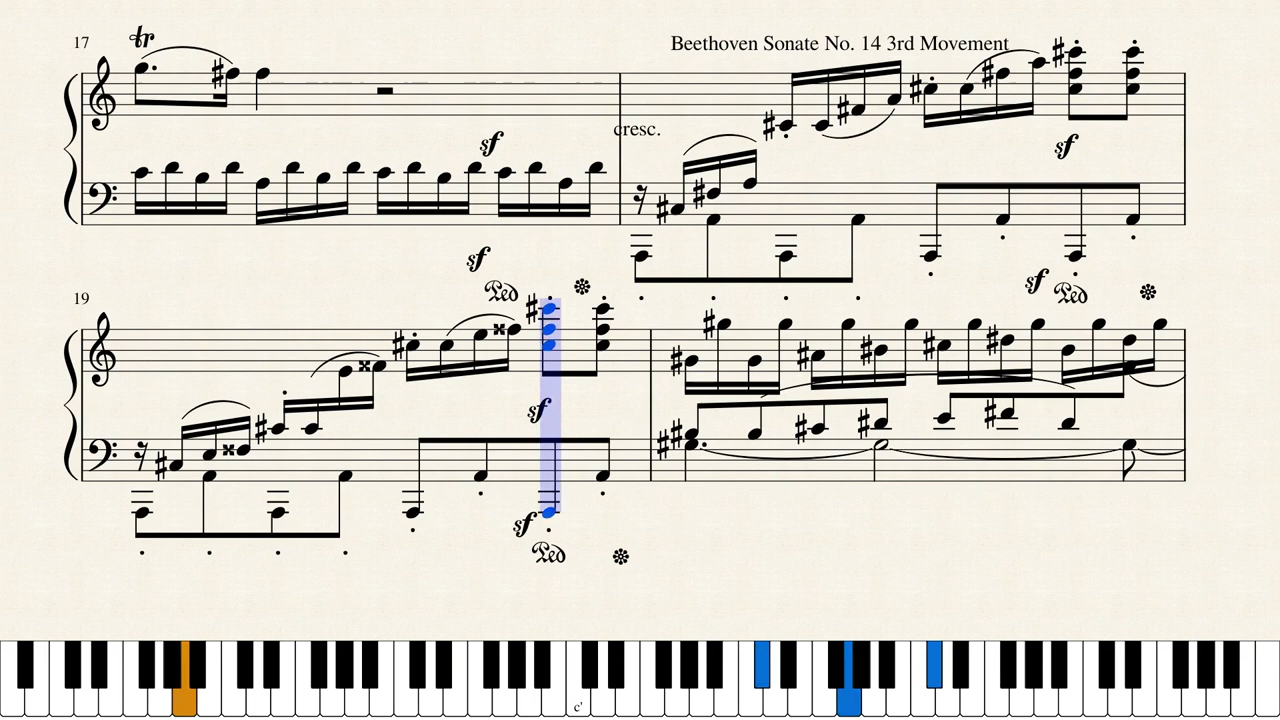 17
tr
Beethoven Sonate No. 14 3rd Movement
cresc.
sf
sf
sf
sf
Ped
Ped
19
sf
sf
Ped
c'